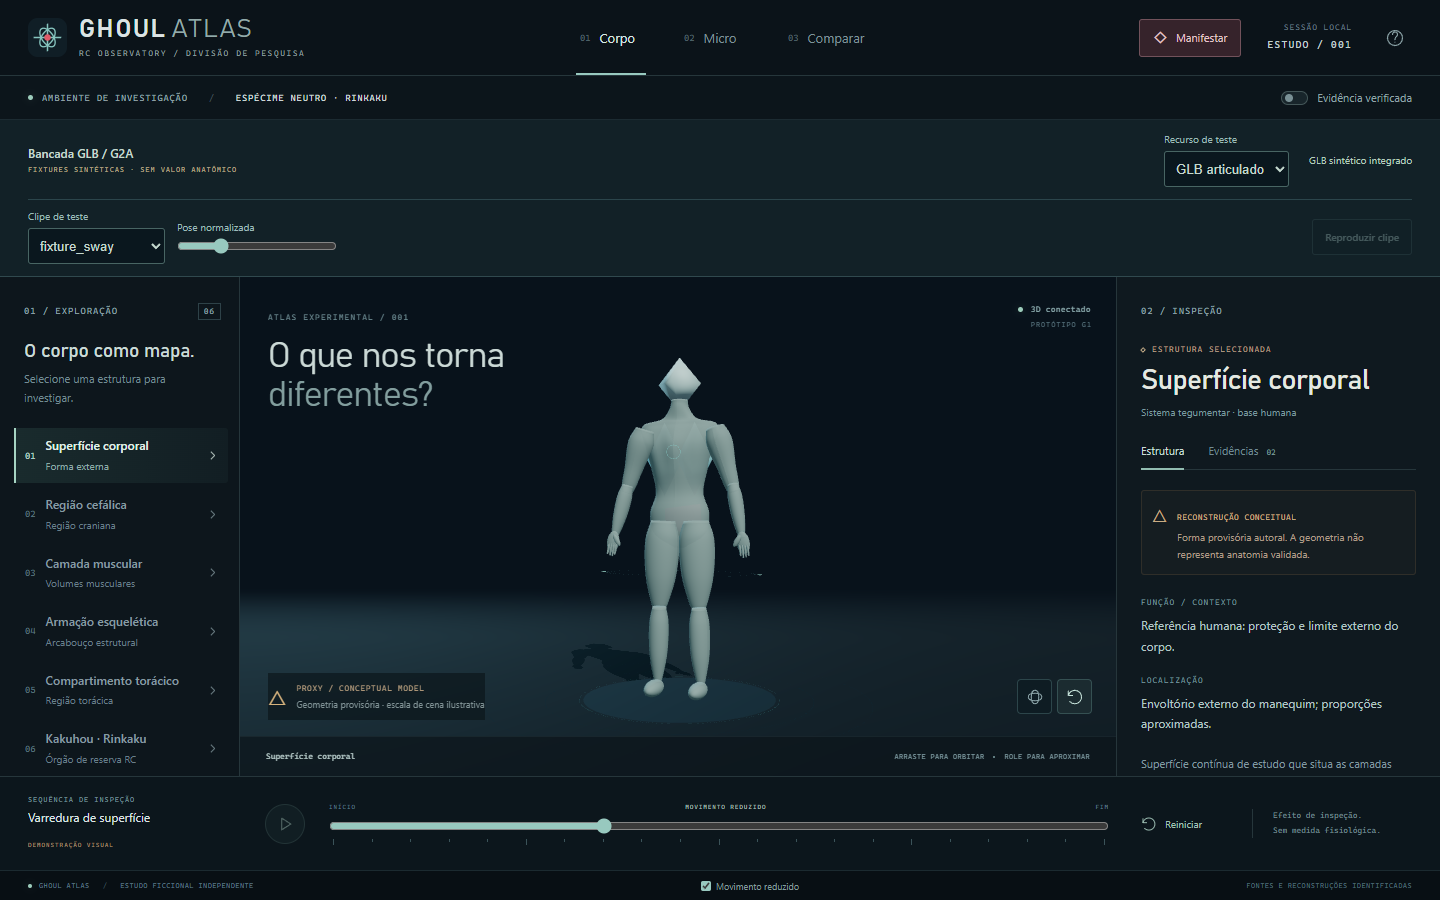 GHOUL ATLAS
RC OBSERVATORY / DIVISÃO DE PESQUISA
01 Corpo
02 Micro
03 Comparar
Manifestar
SESSÃO LOCAL
ESTUDO / 001
AMBIENTE DE INVESTIGAÇÃO / ESPÉCIME NEUTRO · RINKAKU
Evidência verificada
Bancada GLB / G2A
FIXTURES SINTÉTICAS · SEM VALOR ANATÔMICO
Recurso de teste
GLB articulado
GLB sintético integrado
Clipe de teste
fixture_sway
Pose normalizada
Reproduzir clipe
01 / EXPLORAÇÃO
06
O corpo como mapa.
Selecione uma estrutura para
investigar.
01 Superfície corporal
Forma externa
02 Região cefálica
Região craniana
03 Camada muscular
Volumes musculares
04 Armação esquelética
Arcabouço estrutural
05 Compartimento torácico
Região torácica
06 Kakuhou · Rinkaku
Órgão de reserva RC
ATLAS EXPERIMENTAL / 001
O que nos torna
diferentes?
3D conectado
PROTÓTIPO G1
PROXY / CONCEPTUAL MODEL
Geometria provisória · escala de cena ilustrativa
Superfície corporal
ARRASTE PARA ORBITAR • ROLE PARA APROXIMAR
02 / INSPEÇÃO
ESTRUTURA SELECIONADA
Superfície corporal
Sistema tegumentar · base humana
Estrutura
Evidências 02
RECONSTRUÇÃO CONCEITUAL
Forma provisória autoral. A geometria não
representa anatomia validada.
FUNÇÃO / CONTEXTO
Referência humana: proteção e limite externo do
corpo.
LOCALIZAÇÃO
Envoltório externo do manequim; proporções
aproximadas.
Superfície contínua de estudo que situa as camadas
SEQUÊNCIA DE INSPEÇÃO
Varredura de superfície
DEMONSTRAÇÃO VISUAL
INÍCIO
MOVIMENTO REDUZIDO
FIM
Reiniciar
Efeito de inspeção.
Sem medida fisiológica.
GHOUL ATLAS / ESTUDO FICCIONAL INDEPENDENTE
Movimento reduzido
FONTES E RECONSTRUÇÕES IDENTIFICADAS